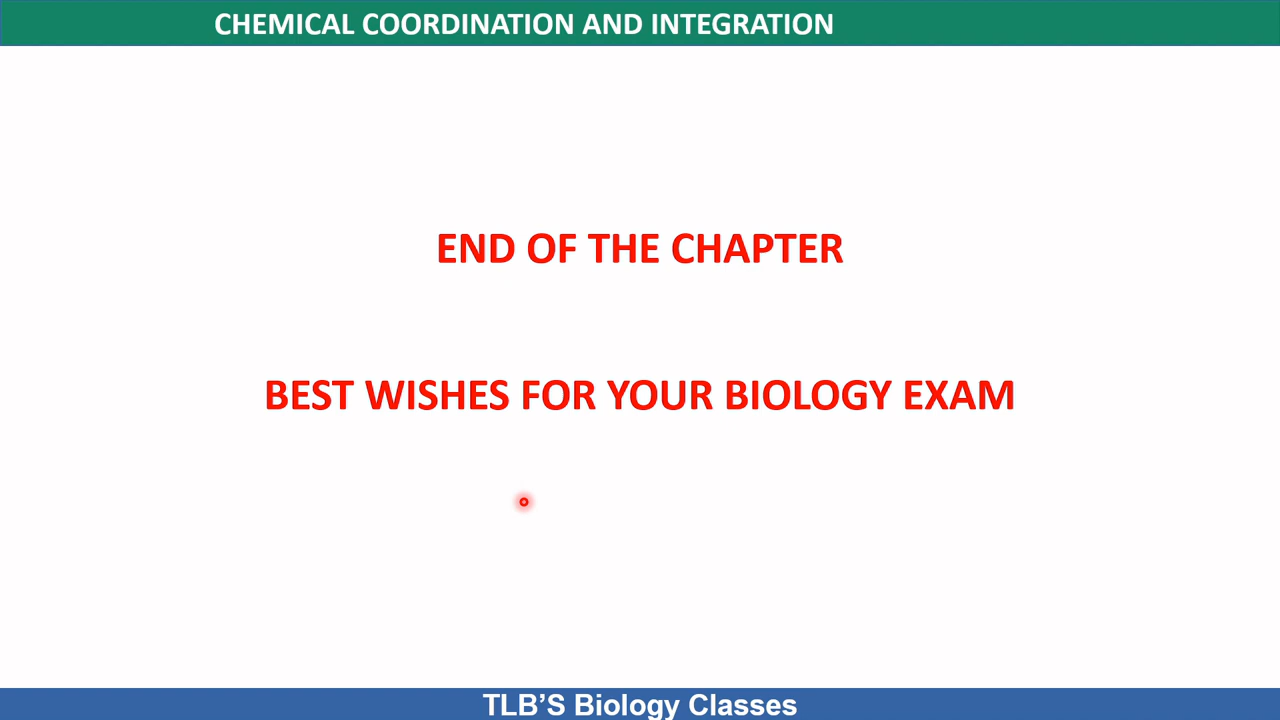 CHEMICAL COORDINATION AND INTEGRATION
END OF THE CHAPTER
BEST WISHES FOR YOUR BIOLOGY EXAM
TLB’S Biology Classes